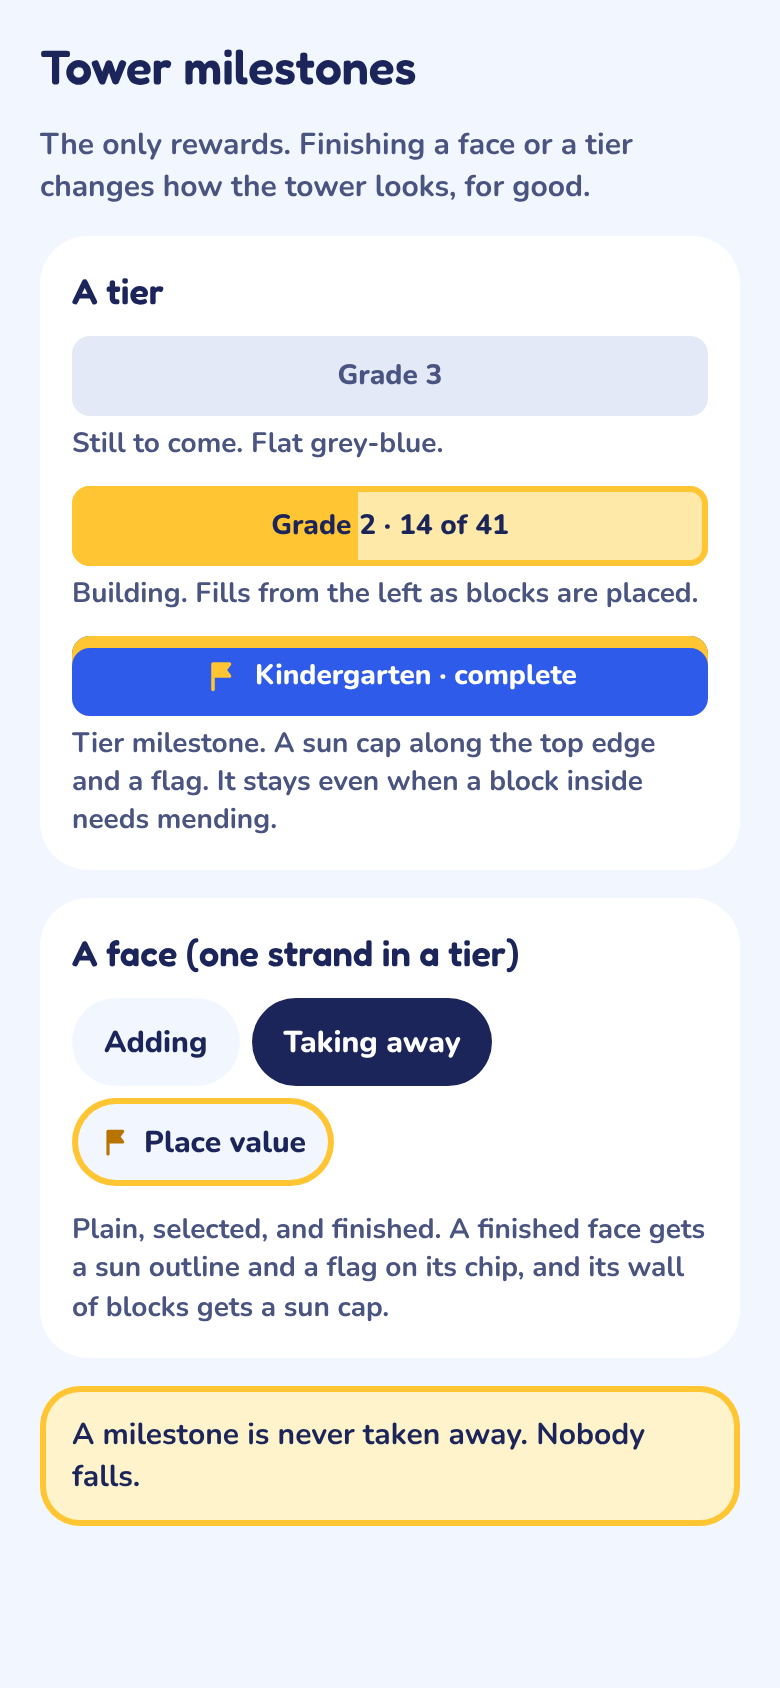 Tower milestones
The only rewards. Finishing a face or a tier
changes how the tower looks, for good.
A tier
Grade 3
Still to come. Flat grey-blue.
Grade 2 · 14 of 41
Building. Fills from the left as blocks are placed.
Kindergarten · complete
Tier milestone. A sun cap along the top edge
and a flag. It stays even when a block inside
needs mending.
A face (one strand in a tier)
Adding
Taking away
Place value
Plain, selected, and finished. A finished face gets
a sun outline and a flag on its chip, and its wall
of blocks gets a sun cap.
A milestone is never taken away. Nobody
falls.